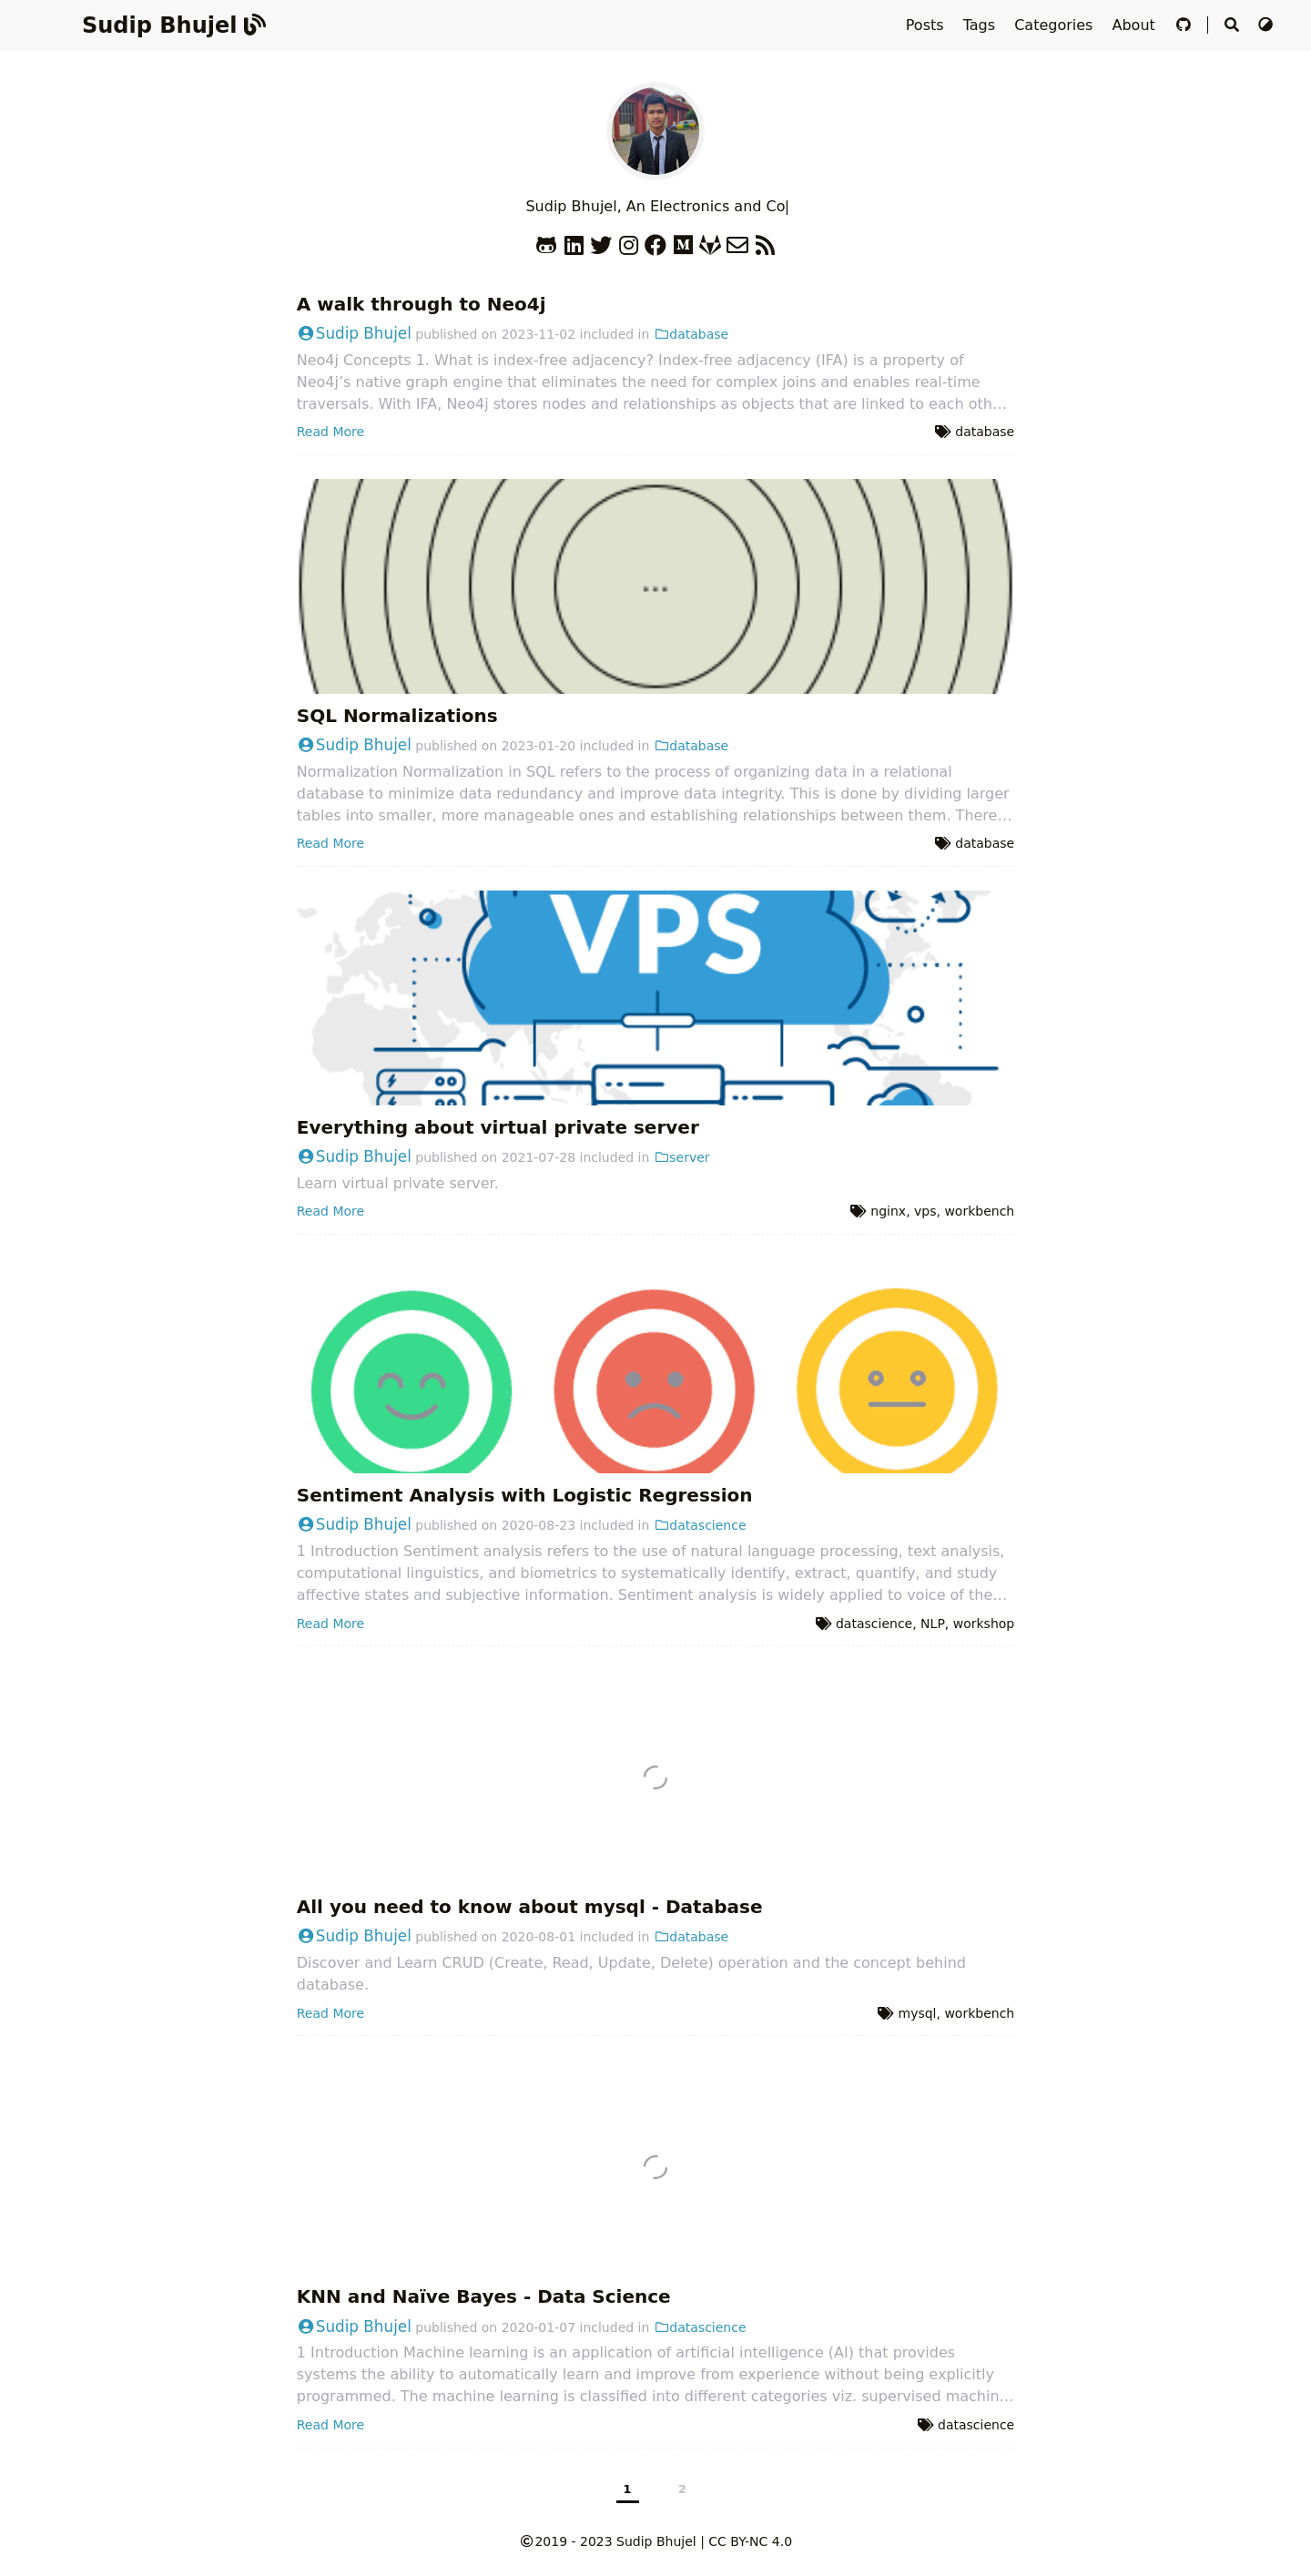 Sudip Bhujel
Posts Tags Categories About
Sudip Bhujel, An Electronics and Co|
A walk through to Neo4j
Sudip Bhujel published on 2023-11-02 included in database
Neo4j Concepts 1. What is index-free adjacency? Index-free adjacency (IFA) is a property of
Neo4j’s native graph engine that eliminates the need for complex joins and enables real-time
traversals. With IFA, Neo4j stores nodes and relationships as objects that are linked to each oth…
Read More database
...
SQL Normalizations
Sudip Bhujel published on 2023-01-20 included in database
Normalization Normalization in SQL refers to the process of organizing data in a relational
database to minimize data redundancy and improve data integrity. This is done by dividing larger
tables into smaller, more manageable ones and establishing relationships between them. There…
Read More database
VPS
Everything about virtual private server
Sudip Bhujel published on 2021-07-28 included in server
Learn virtual private server.
Read More nginx, vps, workbench
Sentiment Analysis with Logistic Regression
Sudip Bhujel published on 2020-08-23 included in datascience
1 Introduction Sentiment analysis refers to the use of natural language processing, text analysis,
computational linguistics, and biometrics to systematically identify, extract, quantify, and study
affective states and subjective information. Sentiment analysis is widely applied to voice of the…
Read More datascience, NLP, workshop
All you need to know about mysql - Database
Sudip Bhujel published on 2020-08-01 included in database
Discover and Learn CRUD (Create, Read, Update, Delete) operation and the concept behind
database.
Read More mysql, workbench
KNN and Naïve Bayes - Data Science
Sudip Bhujel published on 2020-01-07 included in datascience
1 Introduction Machine learning is an application of artificial intelligence (AI) that provides
systems the ability to automatically learn and improve from experience without being explicitly
programmed. The machine learning is classified into different categories viz. supervised machin…
Read More datascience
1 2
©2019 - 2023 Sudip Bhujel | CC BY-NC 4.0